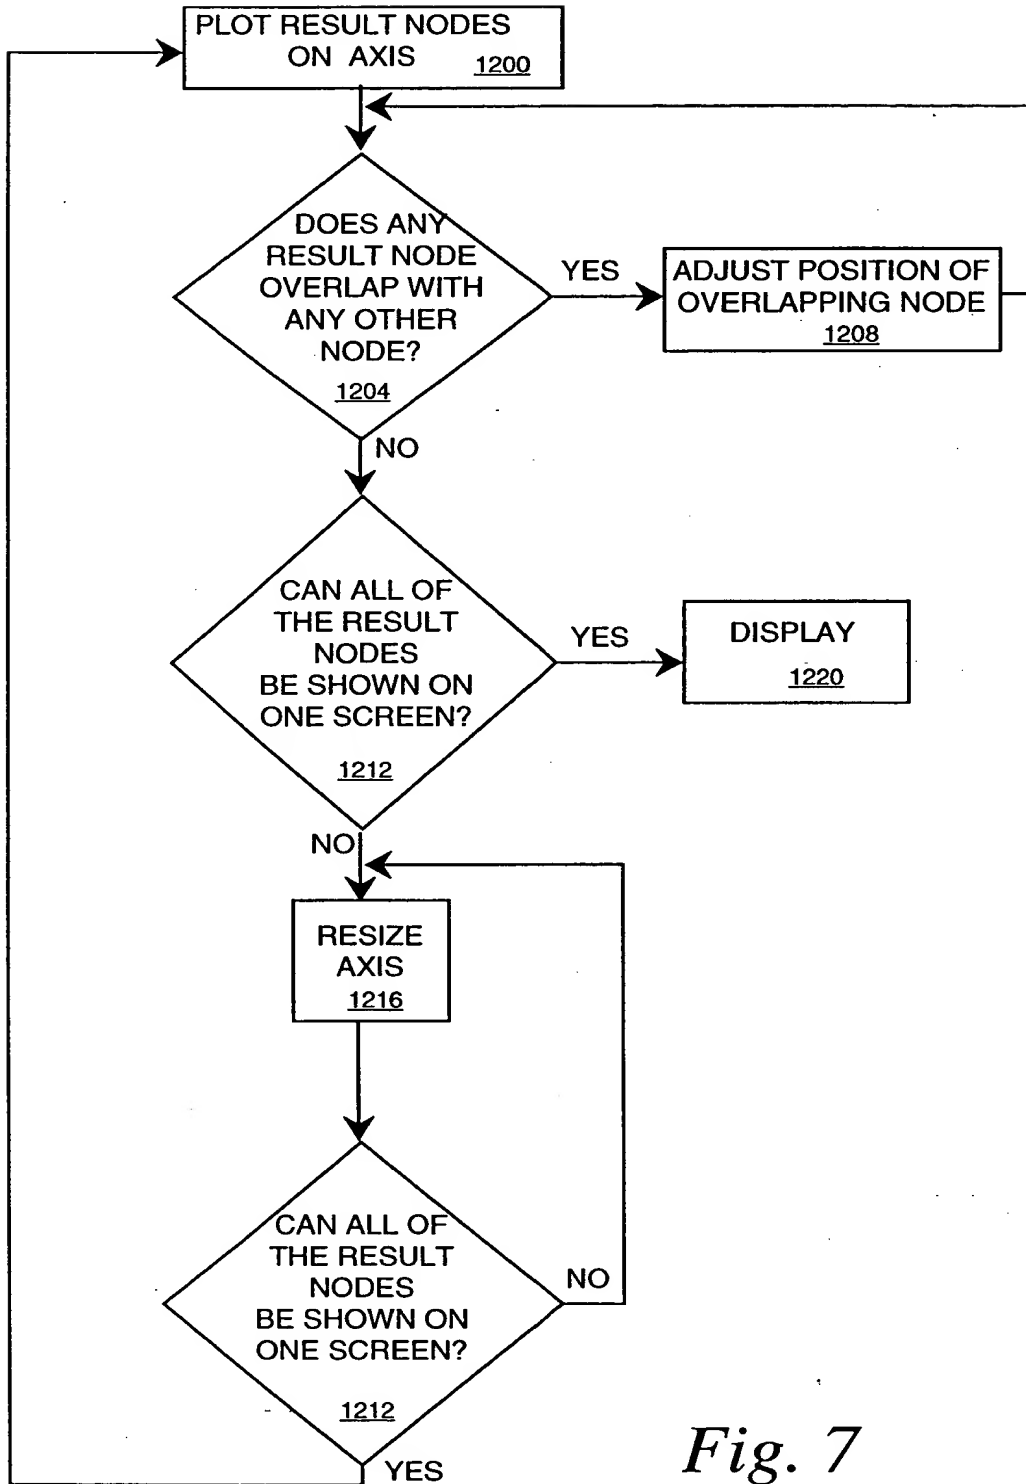 PLOT RESULT NODES
ON AXIS 1200
DOES ANY
RESULT NODE
OVERLAP WITH
ANY OTHER
NODE?
1204
YES
ADJUST POSITION OF
OVERLAPPING NODE
1208
NO
CAN ALL OF
THE RESULT
NODES
BE SHOWN ON
ONE SCREEN?
1212
YES
DISPLAY
1220
NO
RESIZE
AXIS
1216
CAN ALL OF
THE RESULT
NODES
BE SHOWN ON
ONE SCREEN?
1212
NO
YES
Fig. 7